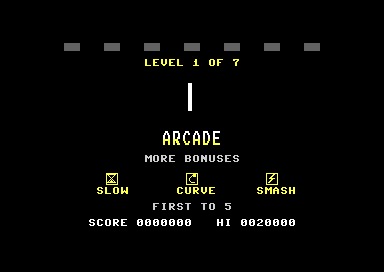 LEVEL 1 OF 7
ARCADE
MORE BONUSES
SLOW CURVE SMASH
FIRST TO 5
SCORE 0000000 HI 0020000